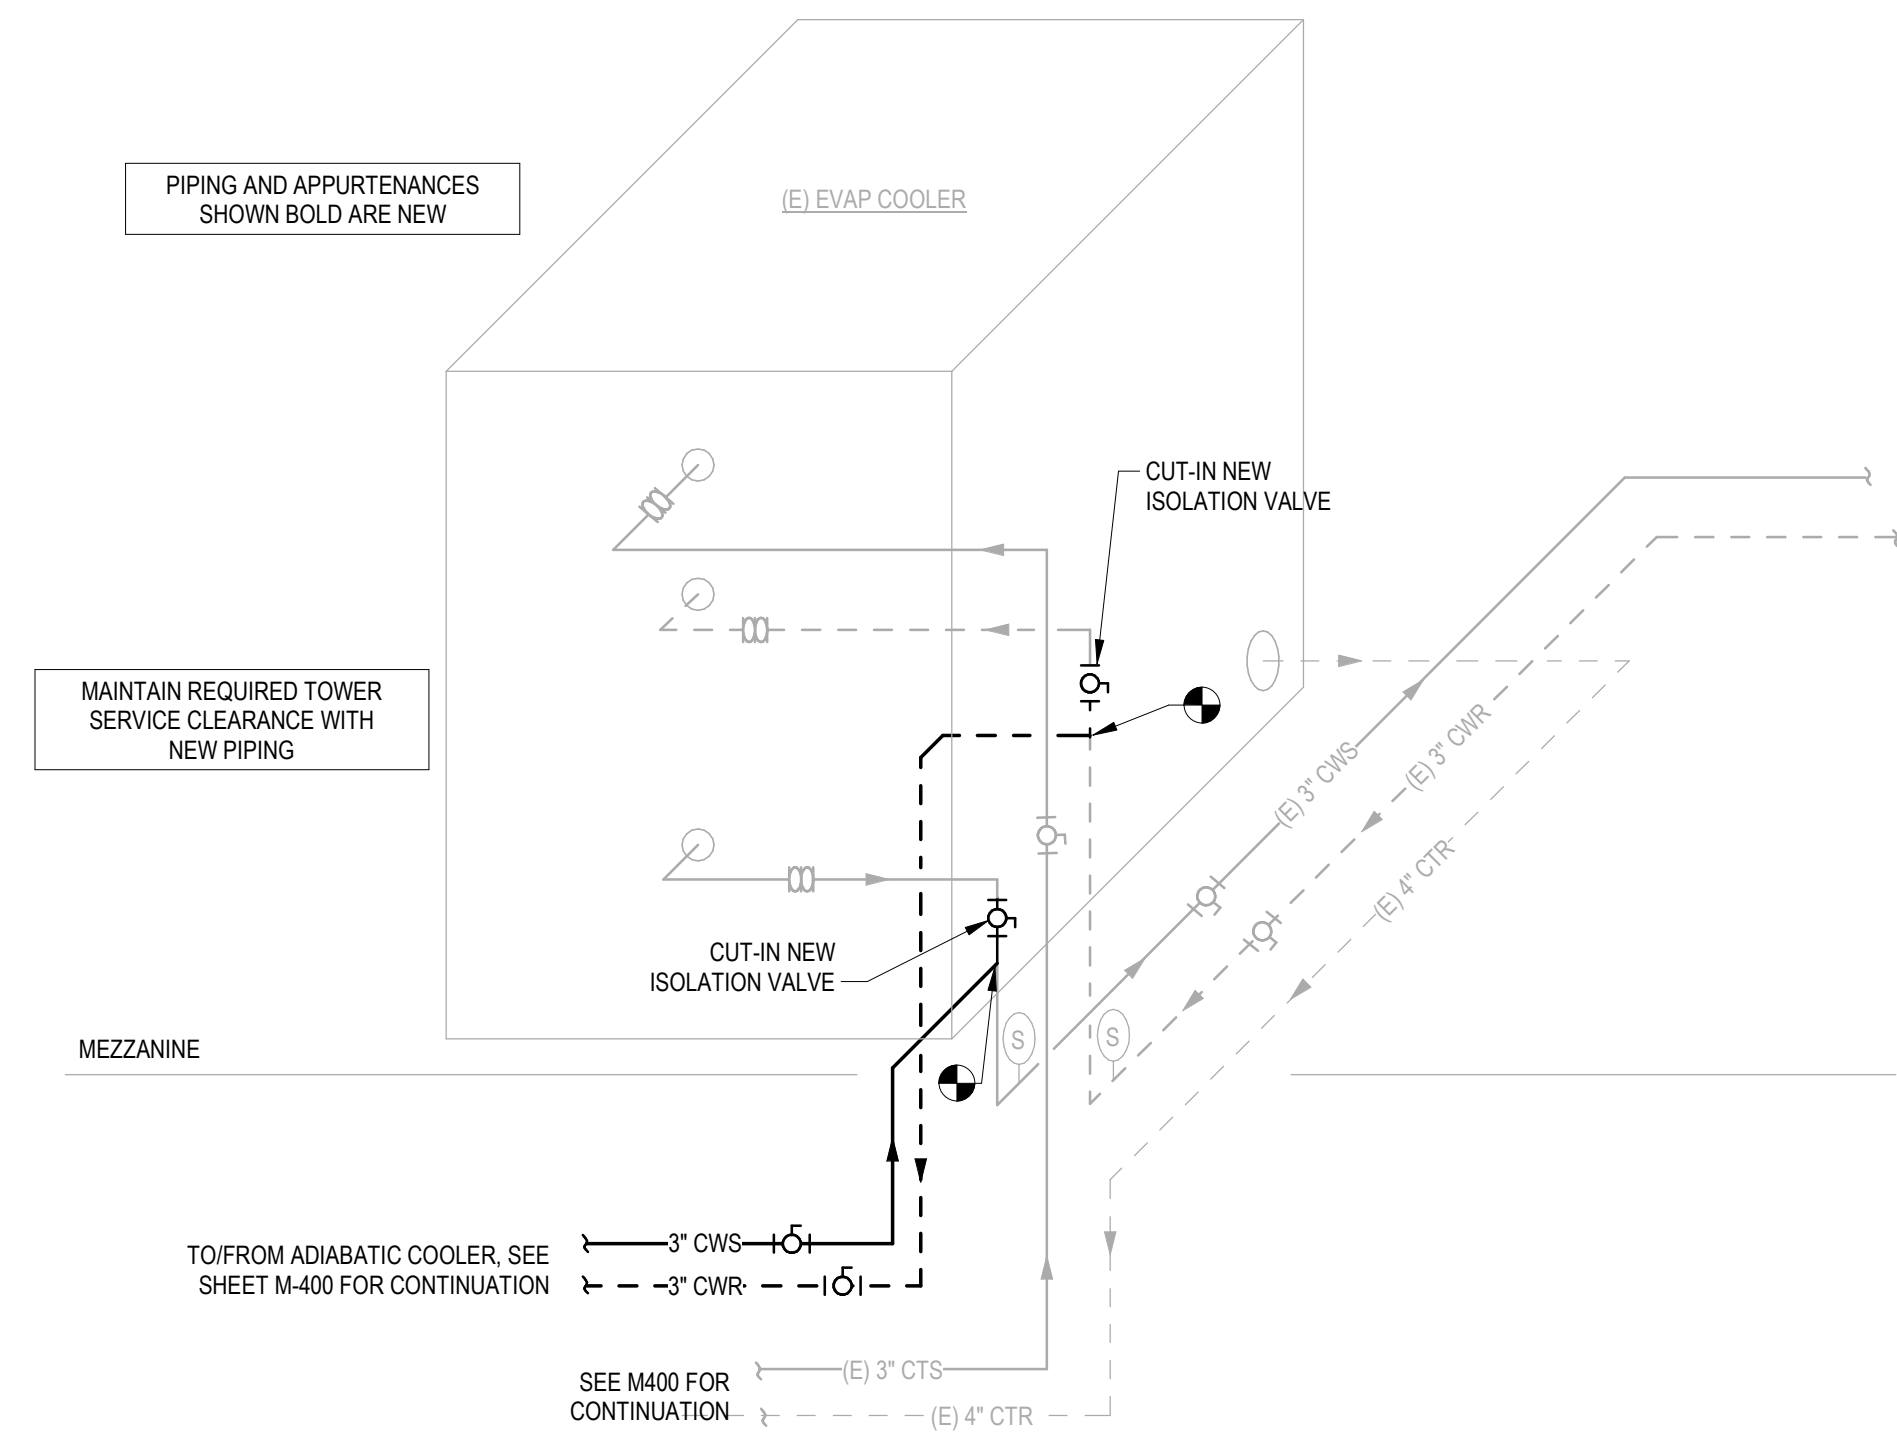 PIPING AND APPURTENANCES
SHOWN BOLD ARE NEW
(E) EVAP COOLER
CUT-IN NEW
ISOLATION VALVE
MAINTAIN REQUIRED TOWER
SERVICE CLEARANCE WITH
NEW PIPING
(E) 3" CWS
(E) 3" CWR
(E) 4" CTR
CUT-IN NEW
ISOLATION VALVE
S
S
MEZZANINE
TO/FROM ADIABATIC COOLER, SEE
SHEET M-400 FOR CONTINUATION
3" CWS
3" CWR
SEE M400 FOR
CONTINUATION
(E) 3" CTS
(E) 4" CTR